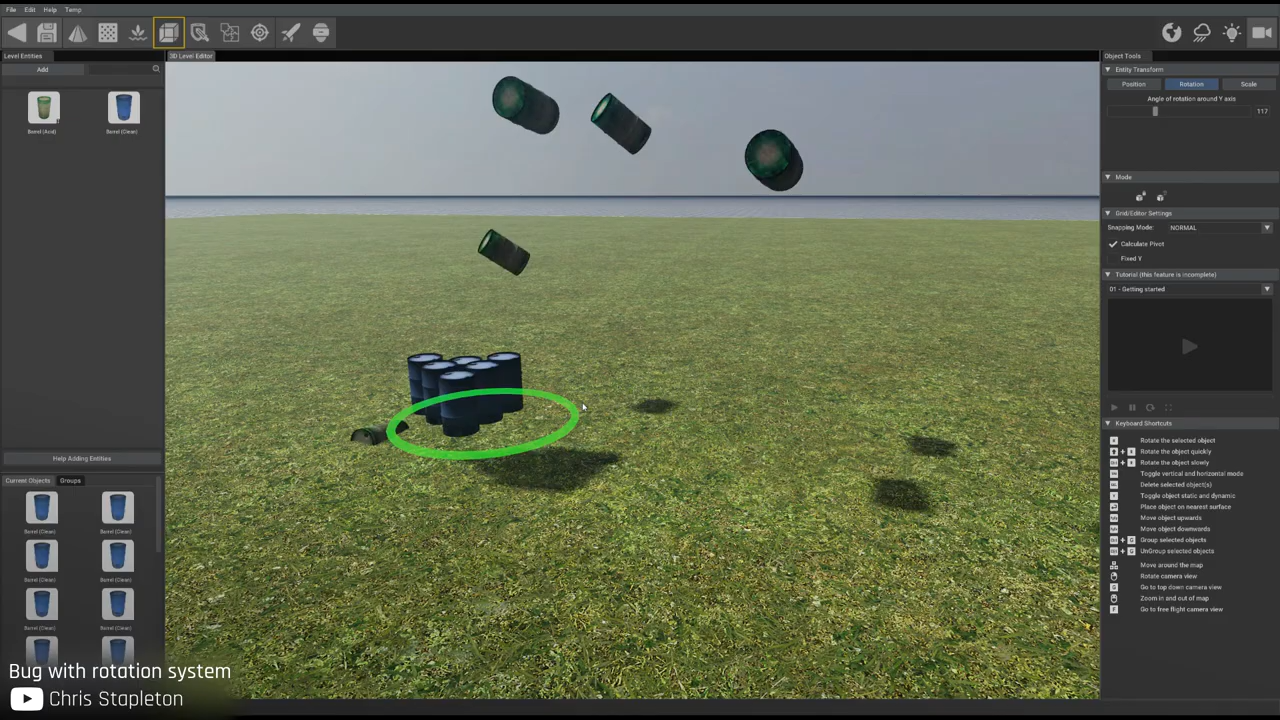 File Edit Help Temp
Level Entities
Add
Barrel (Acid) Barrel (Clean)
Help Adding Entities
Current Objects Groups
Barrel (Clean) Barrel (Clean)
Barrel (Clean) Barrel (Clean)
Barrel (Clean) Barrel (Clean)
3D Level Editor
Object Tools
Entity Transform
Position Rotation Scale
Angle of rotation around Y axis
117
Mode
Grid/Editor Settings
Snapping Mode: NORMAL
Calculate Pivot
Fixed Y
Tutorial (this feature is incomplete)
01 - Getting started
Keyboard Shortcuts
Rotate the selected object
Rotate the object quickly
Rotate the object slowly
Toggle vertical and horizontal mode
Delete selected object(s)
Toggle object static and dynamic
Place object on nearest surface
Move object upwards
Move object downwards
Group selected objects
UnGroup selected objects
Move around the map
Rotate camera view
Go to top down camera view
Zoom in and out of map
Go to free flight camera view
Bug with rotation system
Chris Stapleton